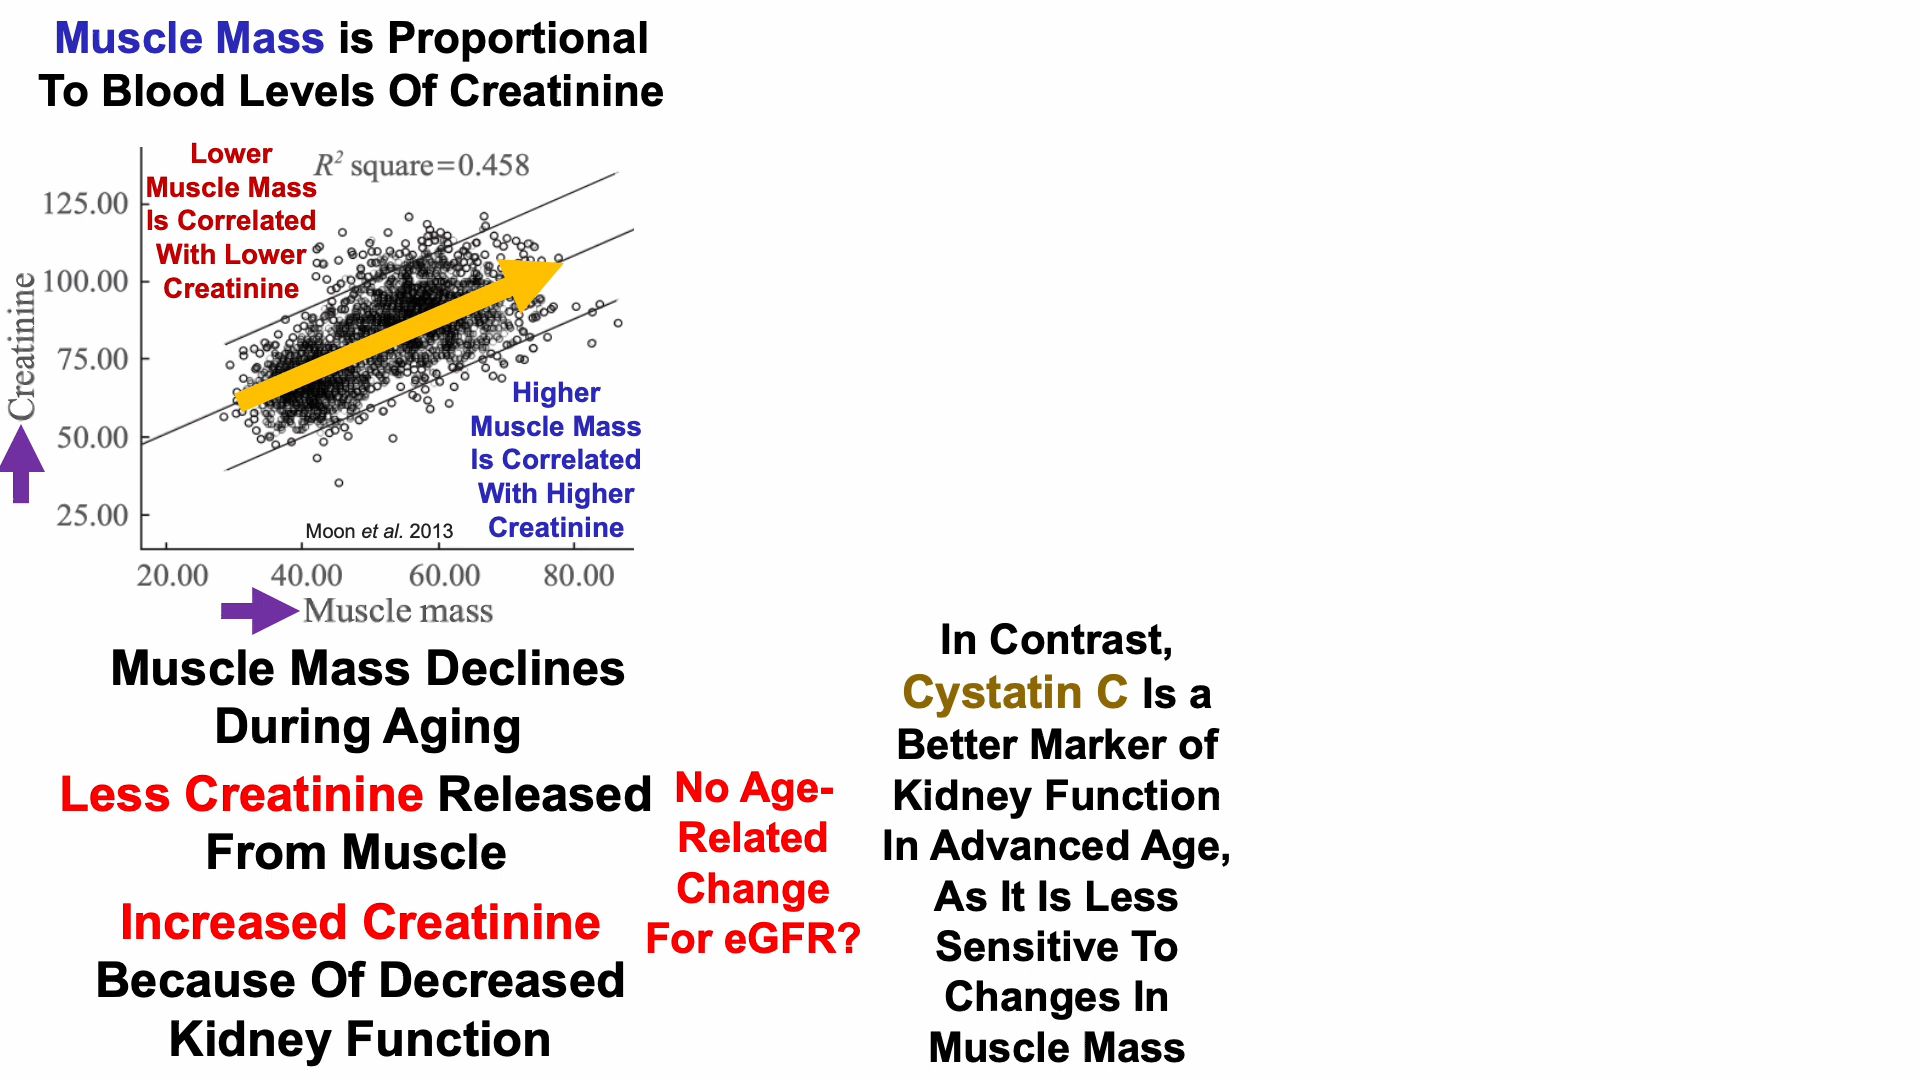 Muscle Mass is Proportional
To Blood Levels Of Creatinine
Lower
Muscle Mass
Is Correlated
With Lower
Creatinine
R² square=0.458
125.00
100.00
75.00
50.00
25.00
Creatinine
Higher
Muscle Mass
Is Correlated
With Higher
Creatinine
Moon et al. 2013
20.00 40.00 60.00 80.00
Muscle mass
Muscle Mass Declines
During Aging
Less Creatinine Released
From Muscle
Increased Creatinine
Because Of Decreased
Kidney Function
No Age-
Related
Change
For eGFR?
In Contrast,
Cystatin C Is a
Better Marker of
Kidney Function
In Advanced Age,
As It Is Less
Sensitive To
Changes In
Muscle Mass